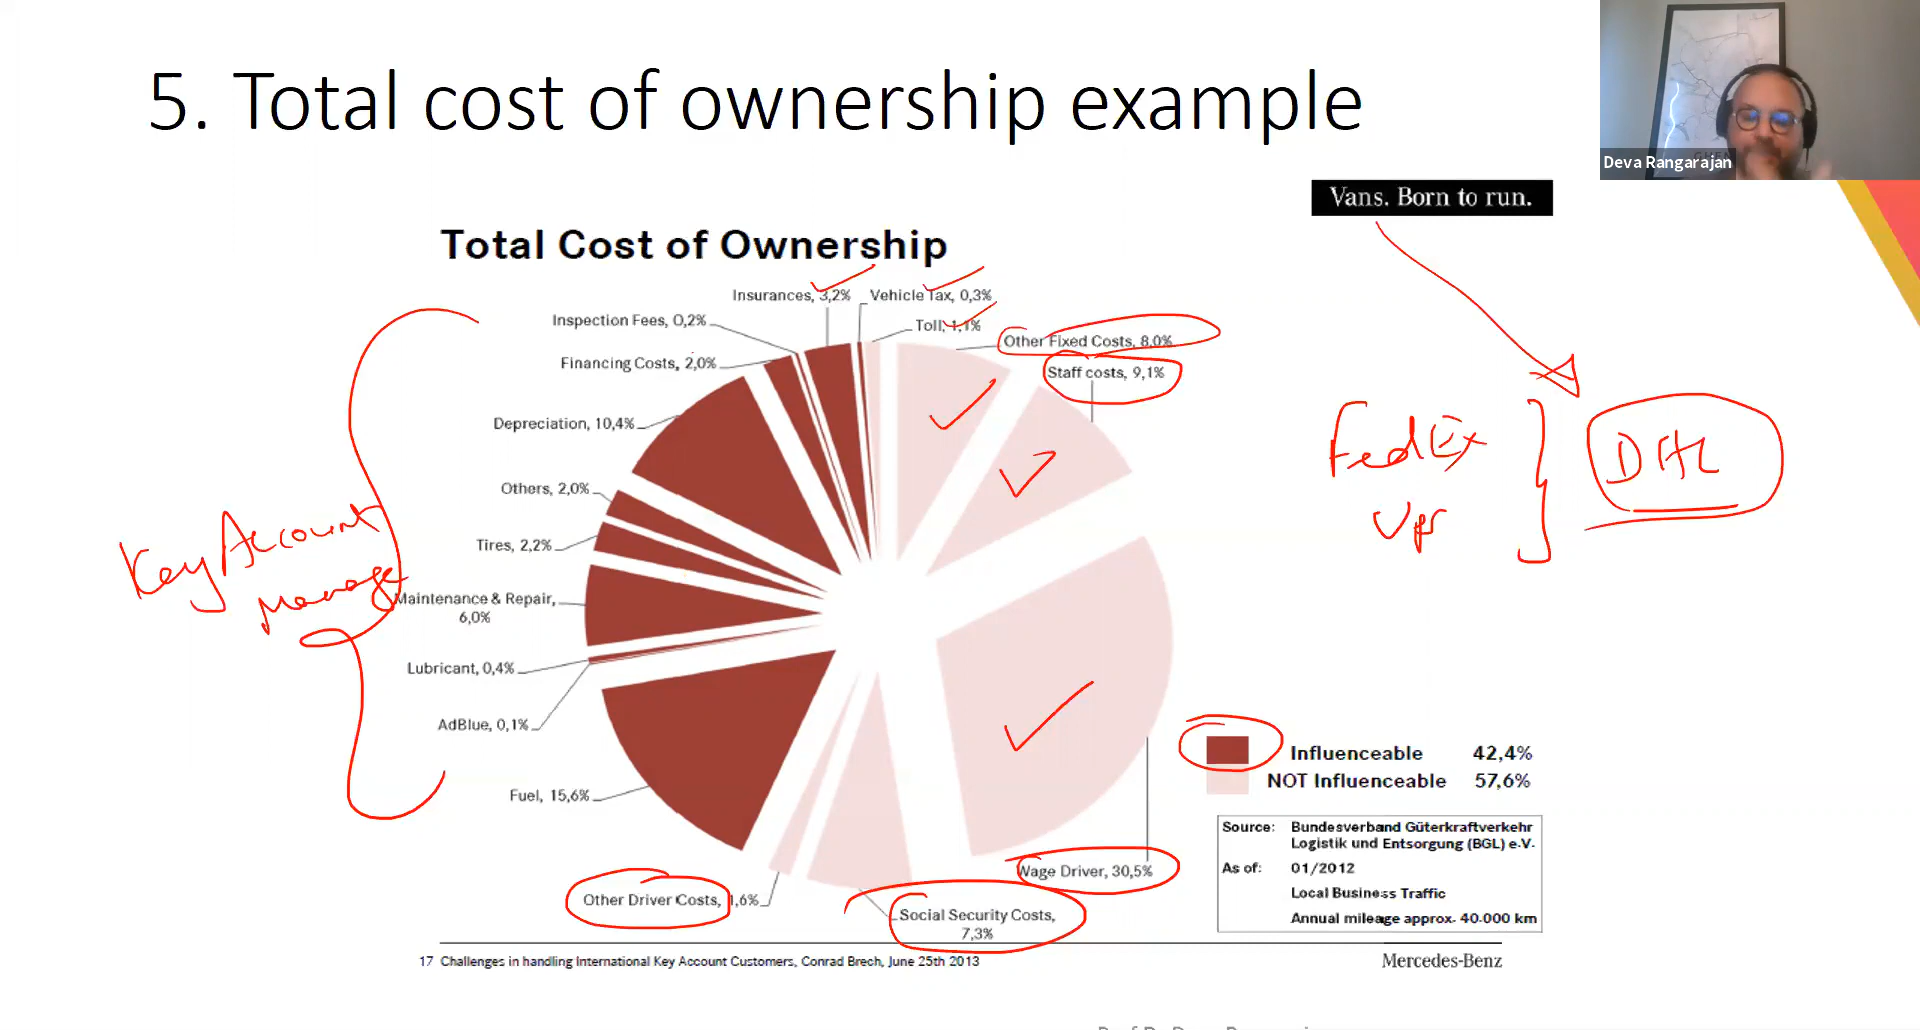 5. Total cost of ownership example
Deva Rangarajan
Vans. Born to run.
Total Cost of Ownership
Insurances, 3,2%
Vehicle Tax, 0,3%
Inspection Fees, 0,2%
Toll, 1,1%
Financing Costs, 2,0%
Other Fixed Costs, 8,0%
Staff costs, 9,1%
Depreciation, 10,4%
Others, 2,0%
Tires, 2,2%
Maintenance & Repair,
6,0%
Lubricant, 0,4%
AdBlue, 0,1%
Fuel, 15,6%
Other Driver Costs, 1,6%
Social Security Costs,
7,3%
Wage Driver, 30,5%
Key Account
Manage
FedEx
UPS
DHL
Influenceable 42,4%
NOT Influenceable 57,6%
Source: Bundesverband Güterkraftverkehr
Logistik und Entsorgung (BGL) e.V.
As of: 01/2012
Local Business Traffic
Annual mileage approx. 40.000 km
17 Challenges in handling International Key Account Customers, Conrad Brech, June 25th 2013
Mercedes-Benz